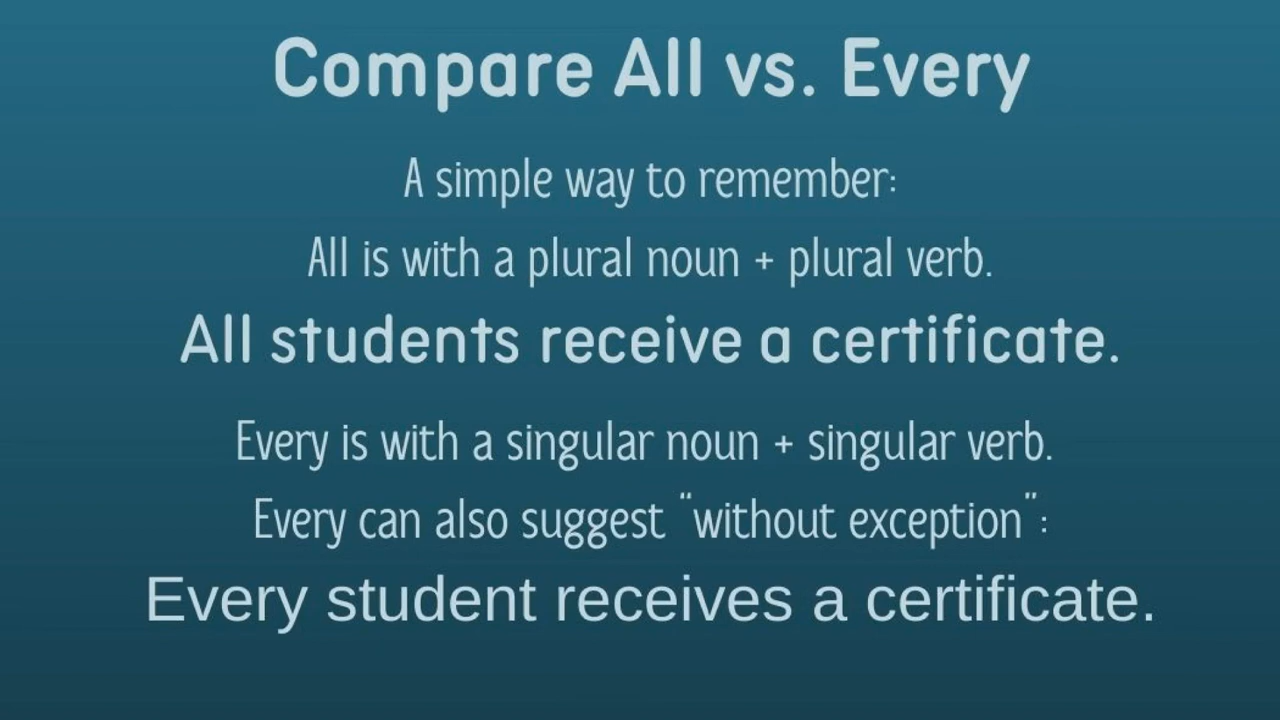 Compare All vs. Every
A simple way to remember:
All is with a plural noun + plural verb.
All students receive a certificate.
Every is with a singular noun + singular verb.
Every can also suggest “without exception”:
Every student receives a certificate.